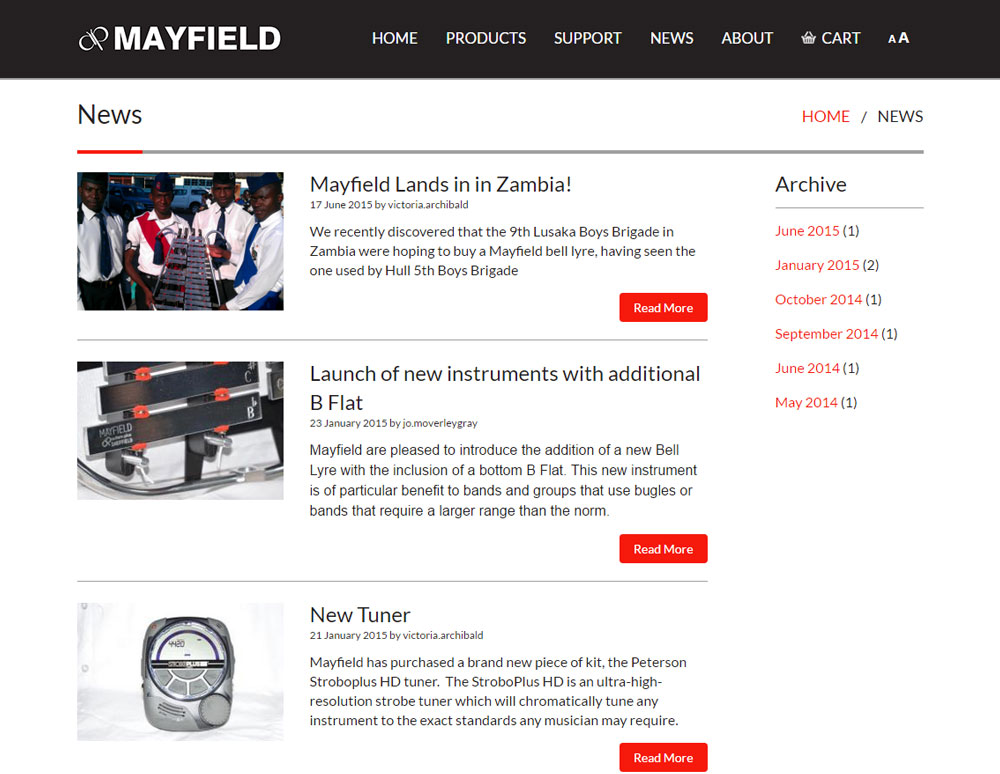 MAYFIELD
HOME PRODUCTS SUPPORT NEWS ABOUT CART A A
News
HOME / NEWS
Mayfield Lands in in Zambia!
17 June 2015 by victoria.archibald
We recently discovered that the 9th Lusaka Boys Brigade in
Zambia were hoping to buy a Mayfield bell lyre, having seen the
one used by Hull 5th Boys Brigade
Read More
C
b
B
MAYFIELD
SHEFFIELD
Launch of new instruments with additional
B Flat
23 January 2015 by jo.moverleygray
Mayfield are pleased to introduce the addition of a new Bell
Lyre with the inclusion of a bottom B Flat. This new instrument
is of particular benefit to bands and groups that use bugles or
bands that require a larger range than the norm.
Read More
STROBOPLUS
New Tuner
21 January 2015 by victoria.archibald
Mayfield has purchased a brand new piece of kit, the Peterson
Stroboplus HD tuner. The StroboPlus HD is an ultra-high-
resolution strobe tuner which will chromatically tune any
instrument to the exact standards any musician may require.
Read More
Archive
June 2015 (1)
January 2015 (2)
October 2014 (1)
September 2014 (1)
June 2014 (1)
May 2014 (1)